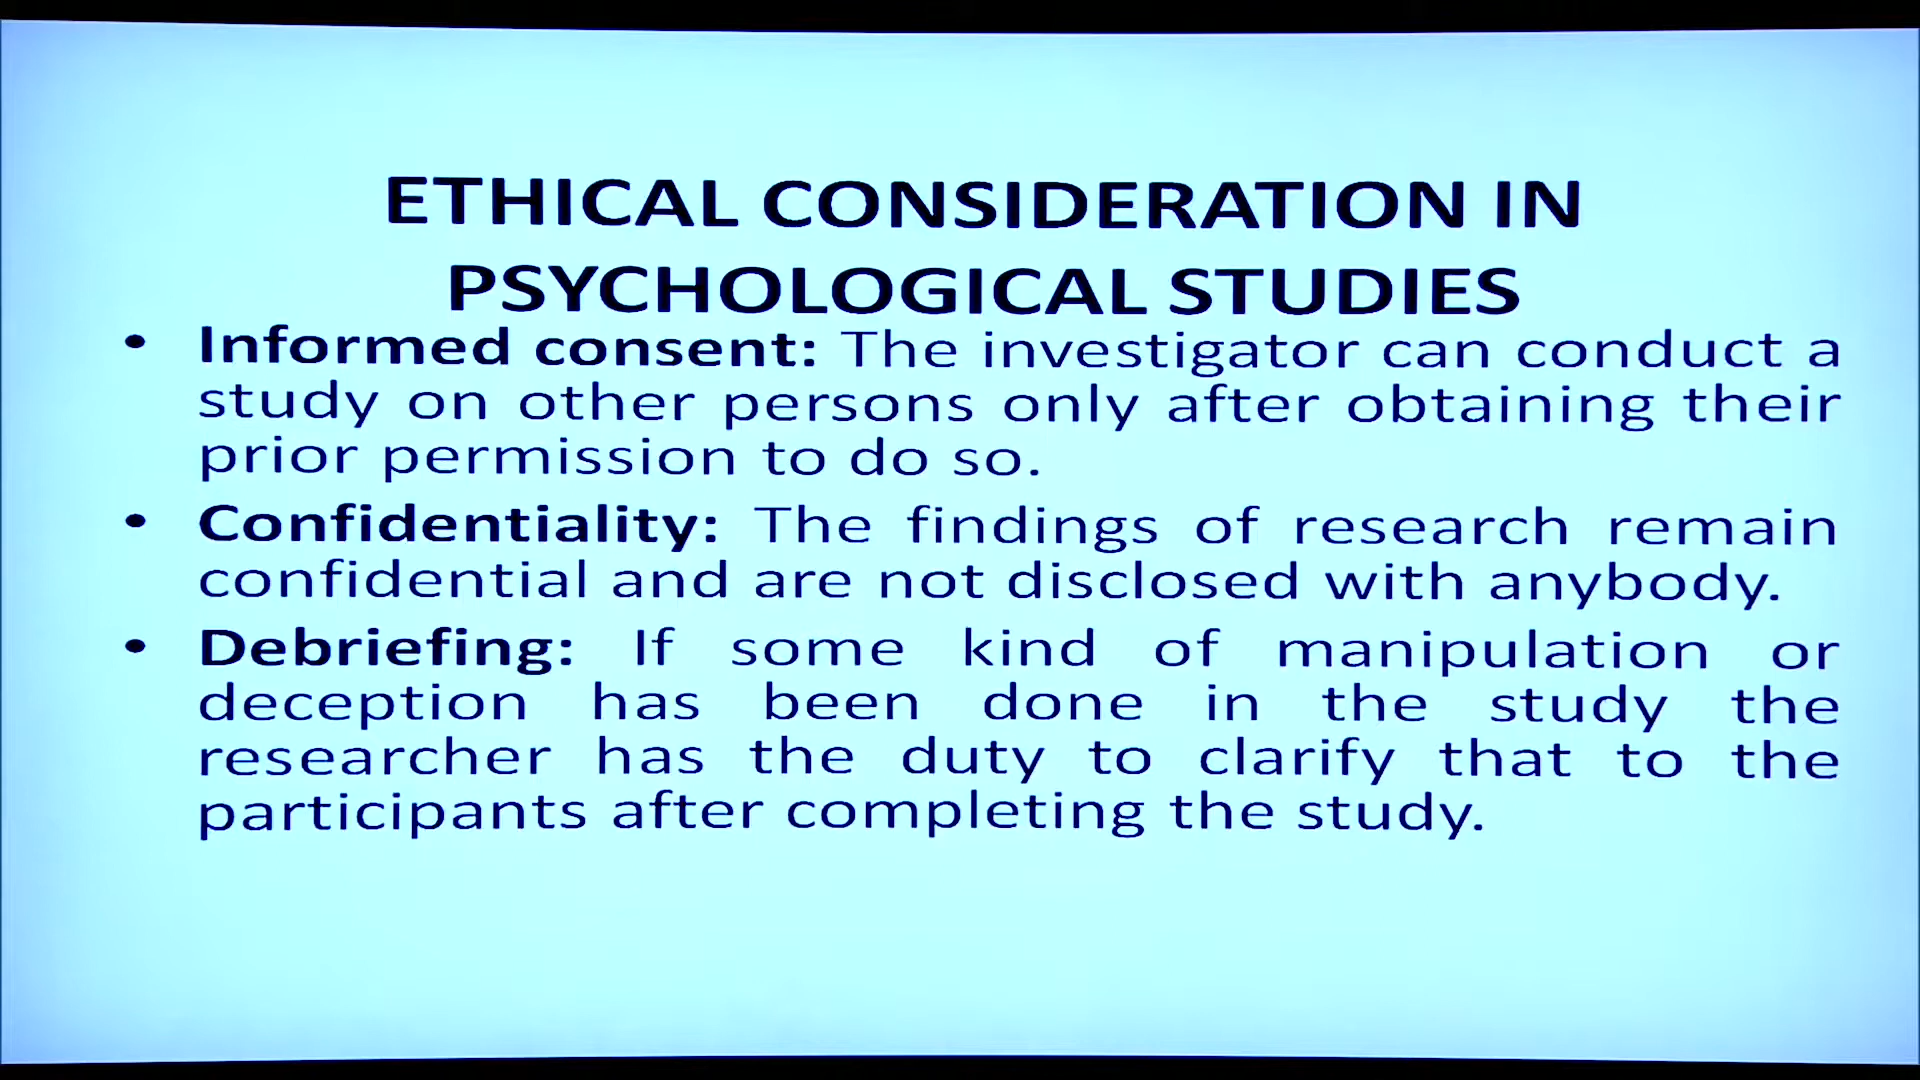 ETHICAL CONSIDERATION IN
PSYCHOLOGICAL STUDIES
• Informed consent: The investigator can conduct a
study on other persons only after obtaining their
prior permission to do so.
• Confidentiality: The findings of research remain
confidential and are not disclosed with anybody.
• Debriefing: If some kind of manipulation or
deception has been done in the study the
researcher has the duty to clarify that to the
participants after completing the study.